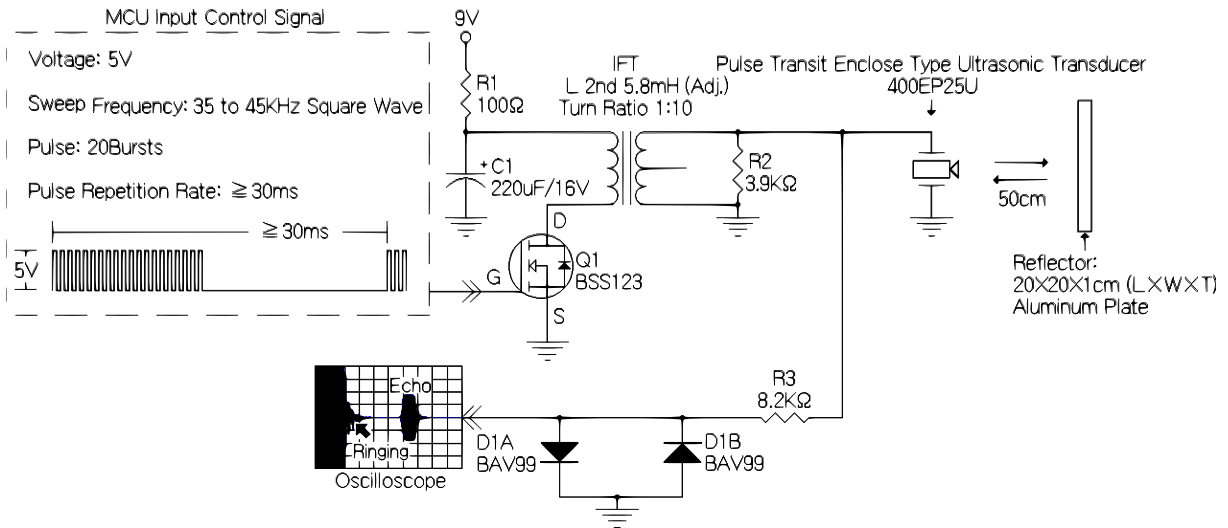 MCU Input Control Signal
Voltage: 5V
Sweep Frequency: 35 to 45KHz Square Wave
Pulse: 20Bursts
Pulse Repetition Rate: ≧30ms
≧30ms
5V
9V
R1
100Ω
+
C1
220uF/16V
IFT
L 2nd 5.8mH (Adj.)
Turn Ratio 1:10
D
G
S
Q1
BSS123
R2
3.9KΩ
Pulse Transit Enclose Type Ultrasonic Transducer
400EP25U
50cm
Reflector:
20X20X1cm (LXWXT)
Aluminum Plate
R3
8.2KΩ
D1A
BAV99
D1B
BAV99
Echo
Ringing
Oscilloscope